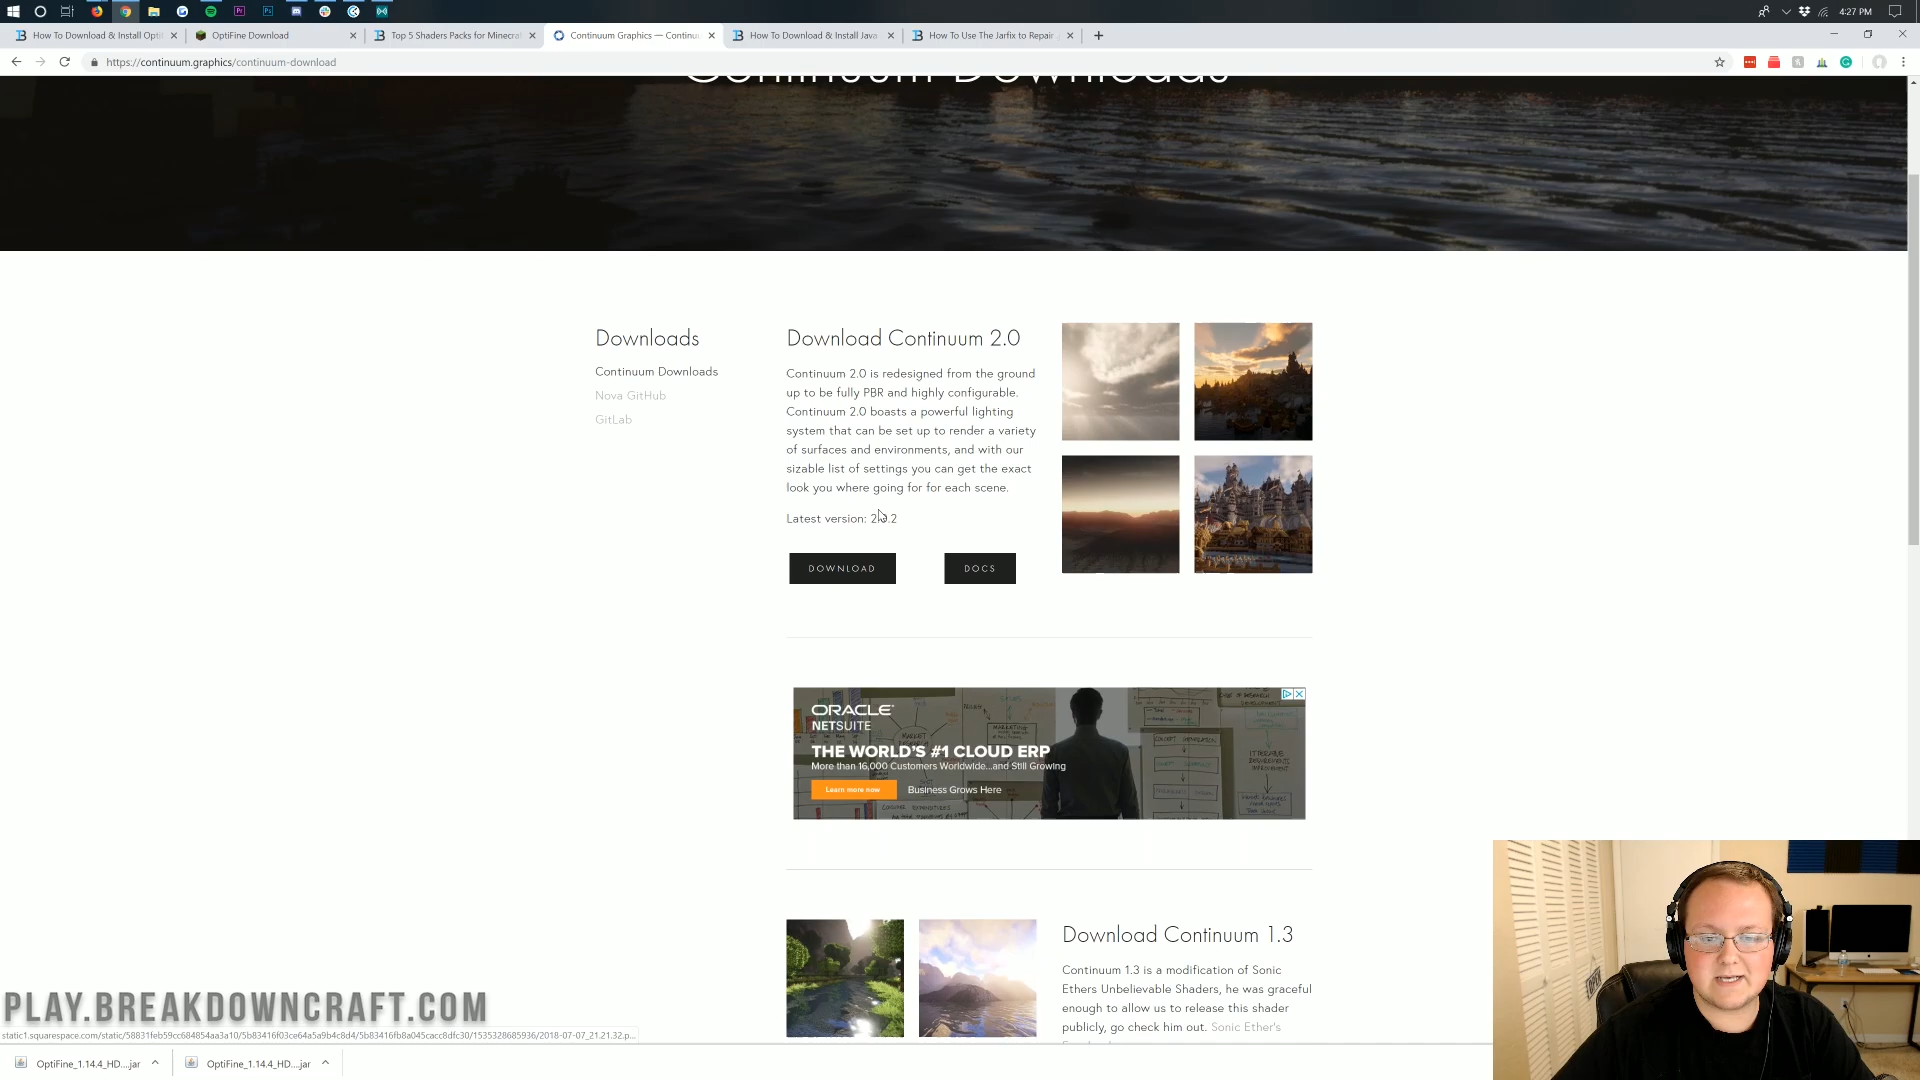 4:27 PM
How To Download & Install Opti
OptiFine Download
Top 5 Shaders Packs for Minecra
Continuum Graphics — Continu
How To Download & Install Java
How To Use The Jarfix to Repair
https://continuum.graphics/continuum-download
Continuum Downloads
Downloads
Continuum Downloads
Nova GitHub
GitLab
Download Continuum 2.0
Continuum 2.0 is redesigned from the ground
up to be fully PBR and highly configurable.
Continuum 2.0 boasts a powerful lighting
system that can be set up to render a variety
of surfaces and environments, and with our
sizable list of settings you can get the exact
look you where going for for each scene.
Latest version: 2.0.2
DOWNLOAD
DOCS
ORACLE
NETSUITE
THE WORLD'S #1 CLOUD ERP
More than 16,000 Customers Worldwide...and Still Growing
Learn more now
Business Grows Here
Download Continuum 1.3
Continuum 1.3 is a modification of Sonic
Ethers Unbelievable Shaders, he was graceful
enough to allow us to release this shader
publicly, go check him out. Sonic Ether's
PLAY.BREAKDOWNCRAFT.COM
static1.squarespace.com/static/58831feb59cc684854aa3a10/5b83416f03ce64a5a9b4c8d4/5b83416fb8a045cacc8dfc30/1535328685936/2018-07-07_21.21.32.p...
OptiFine_1.14.4_HD....jar
OptiFine_1.14.4_HD....jar